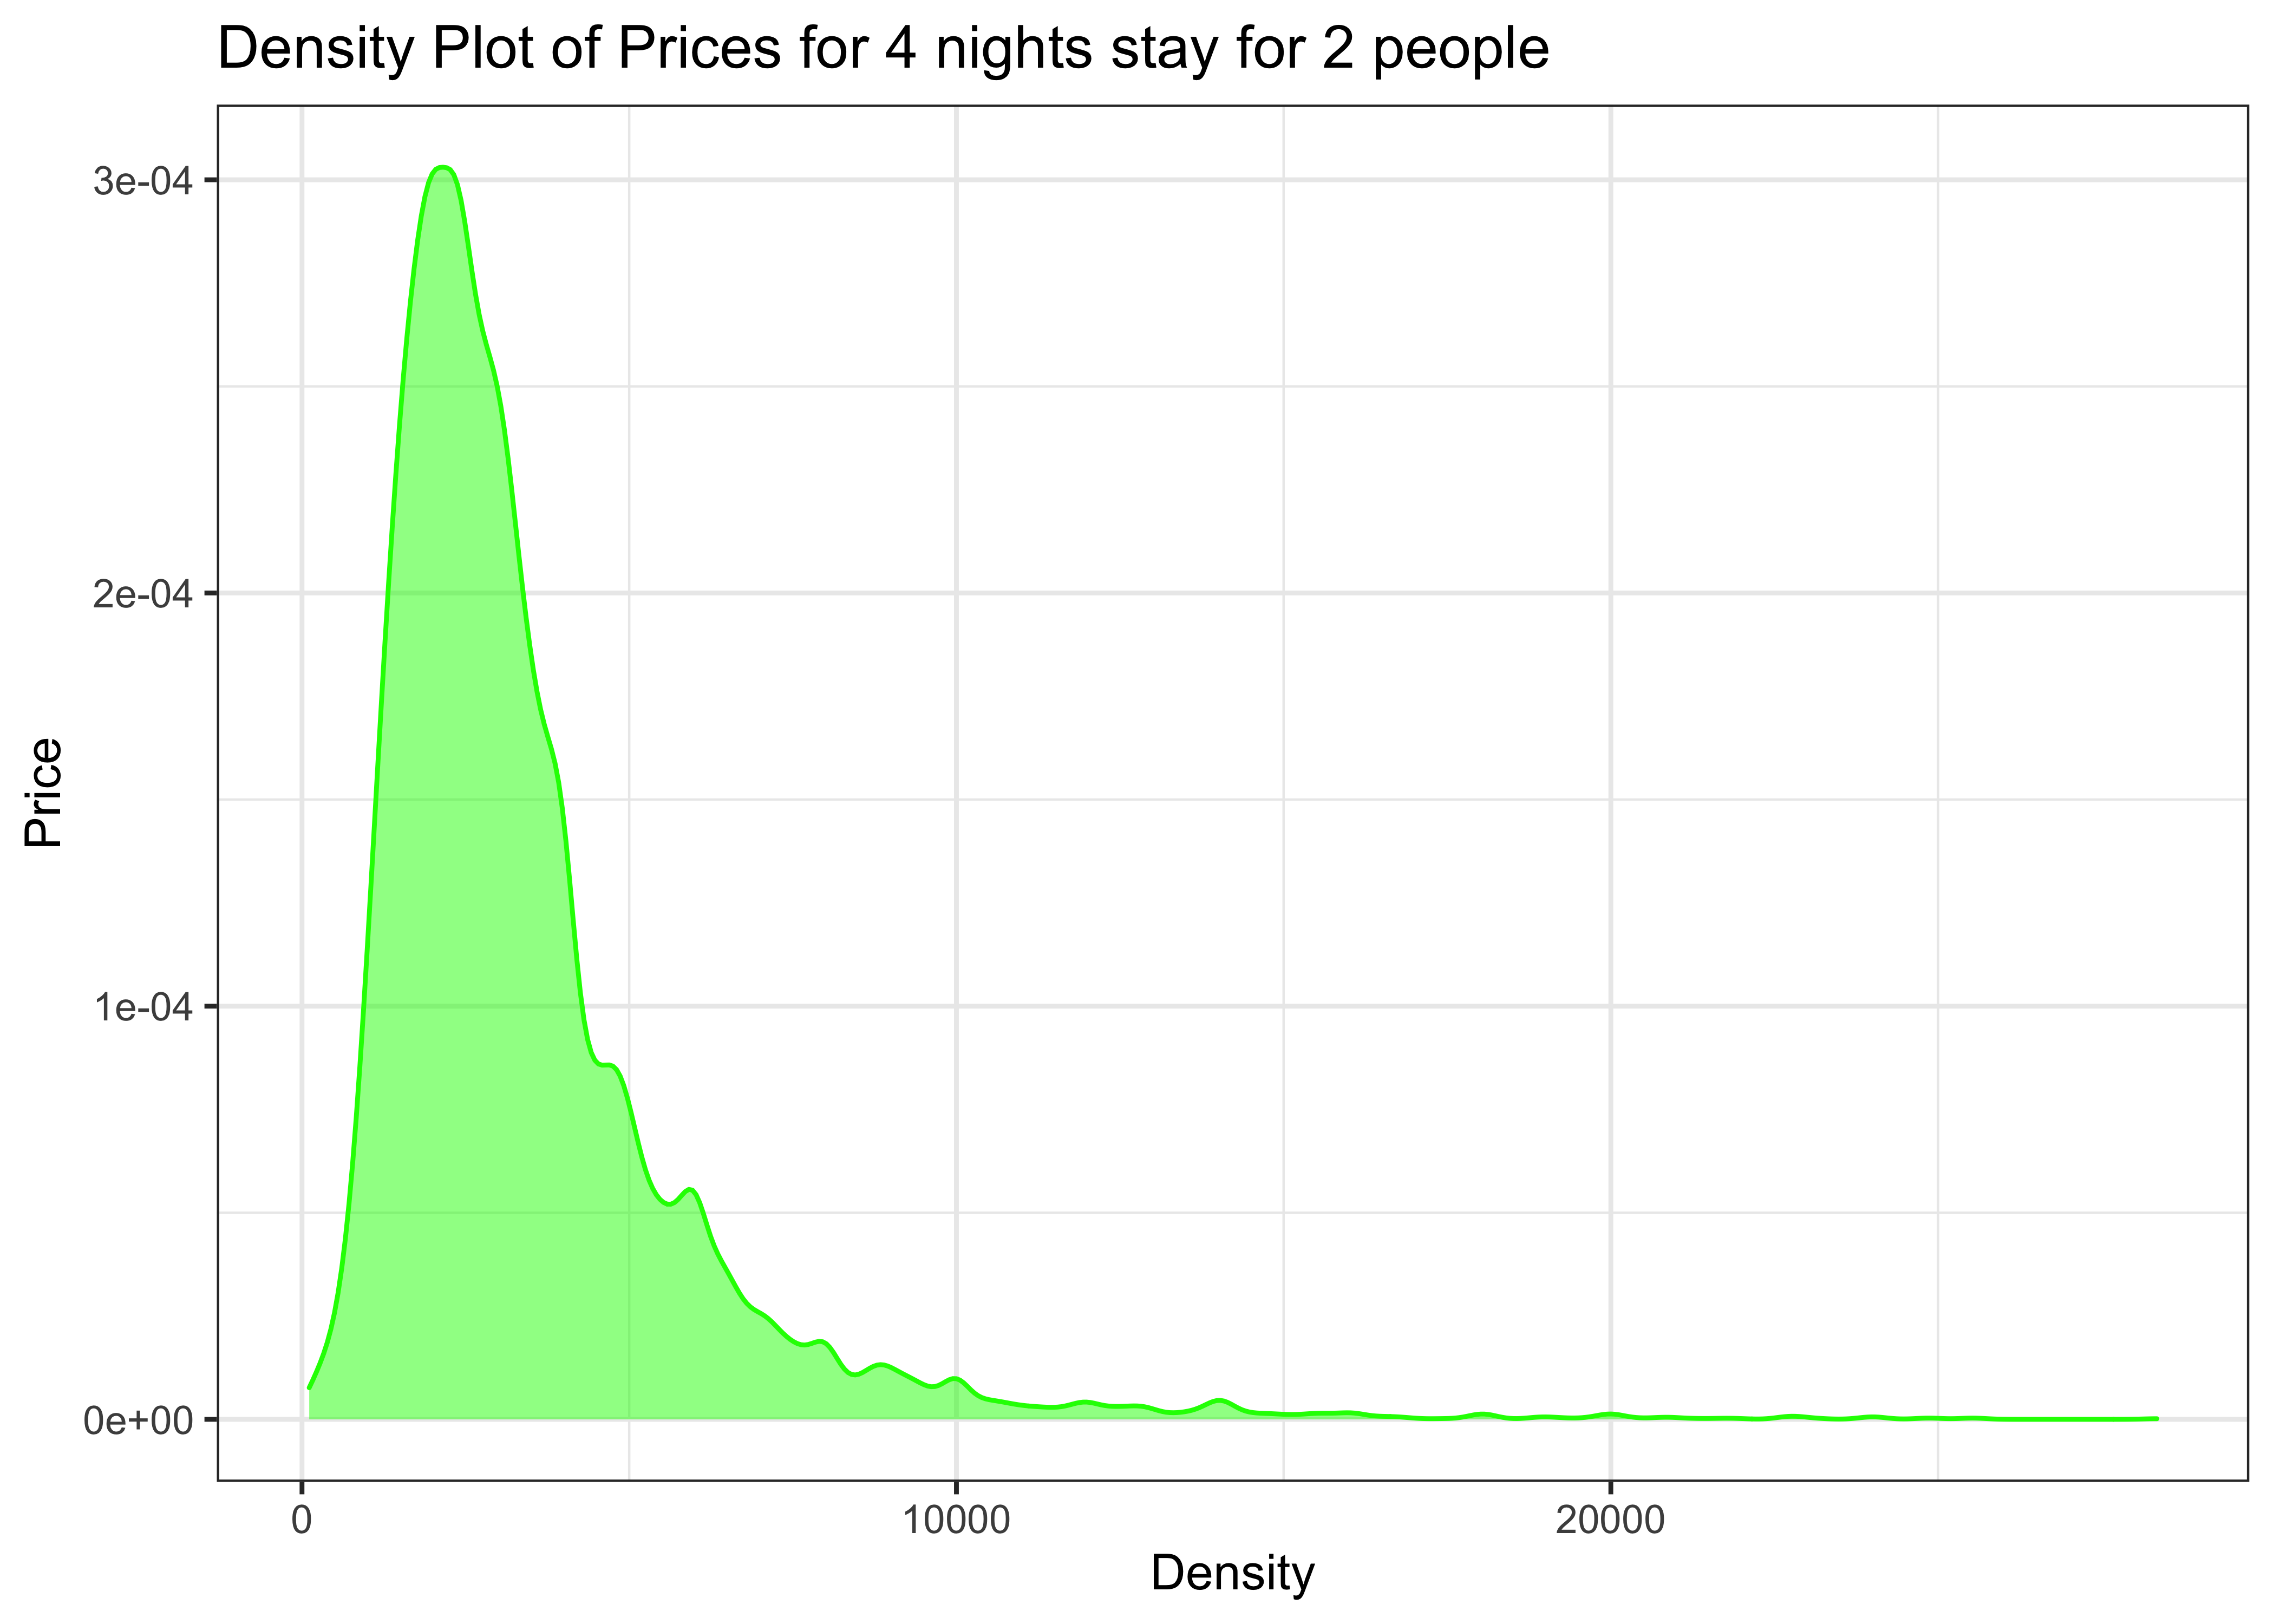 Density Plot of Prices for 4 nights stay for 2 people
3e-04
2e-04
1e-04
0e+00
Price
0
10000
20000
Density